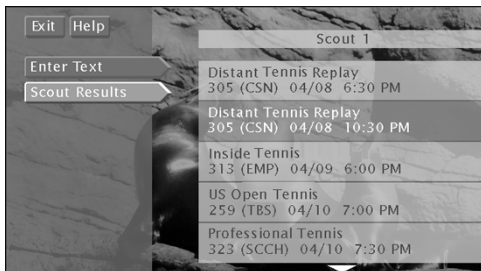 Exit Help
Scout 1
Enter Text
Scout Results
Distant Tennis Replay
305 (CSN) 04/08 6:30 PM
Distant Tennis Replay
305 (CSN) 04/08 10:30 PM
Inside Tennis
313 (EMP) 04/09 6:00 PM
US Open Tennis
259 (TBS) 04/10 7:00 PM
Professional Tennis
323 (SCCH) 04/10 7:30 PM